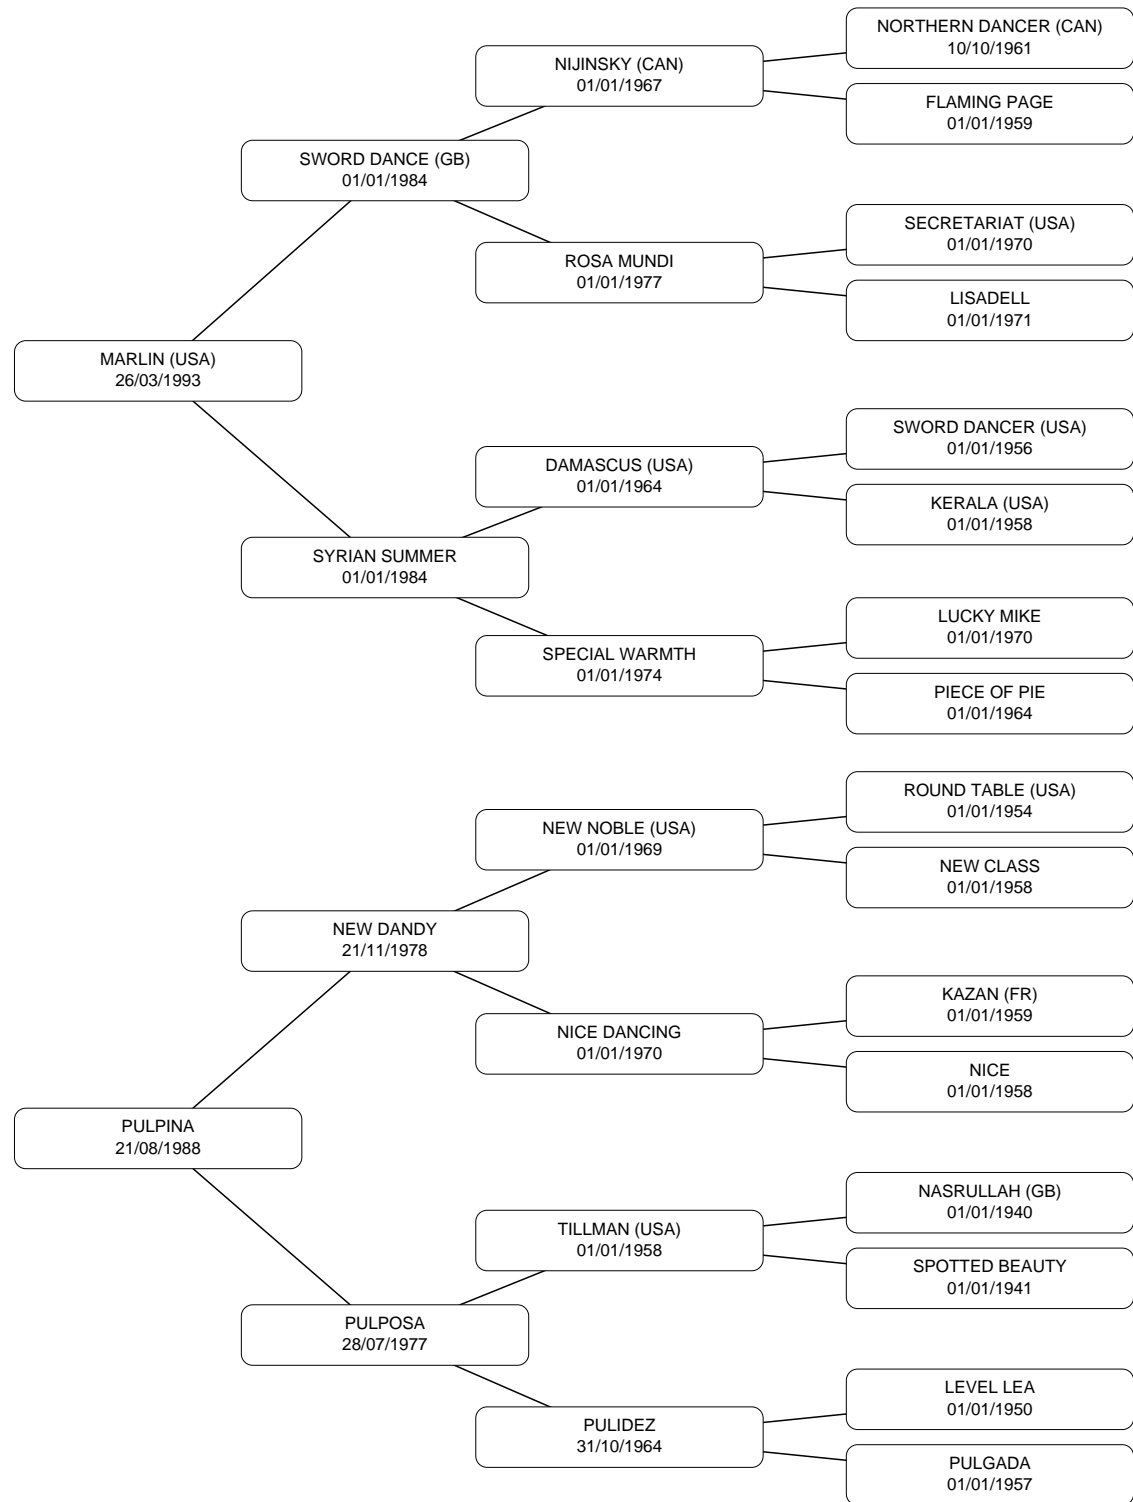 NORTHERN DANCER (CAN)
10/10/1961
NIJINSKY (CAN)
01/01/1967
FLAMING PAGE
01/01/1959
SWORD DANCE (GB)
01/01/1984
SECRETARIAT (USA)
01/01/1970
ROSA MUNDI
01/01/1977
LISADELL
01/01/1971
MARLIN (USA)
26/03/1993
SWORD DANCER (USA)
01/01/1956
DAMASCUS (USA)
01/01/1964
KERALA (USA)
01/01/1958
SYRIAN SUMMER
01/01/1984
LUCKY MIKE
01/01/1970
SPECIAL WARMTH
01/01/1974
PIECE OF PIE
01/01/1964
ROUND TABLE (USA)
01/01/1954
NEW NOBLE (USA)
01/01/1969
NEW CLASS
01/01/1958
NEW DANDY
21/11/1978
KAZAN (FR)
01/01/1959
NICE DANCING
01/01/1970
NICE
01/01/1958
PULPINA
21/08/1988
NASRULLAH (GB)
01/01/1940
TILLMAN (USA)
01/01/1958
SPOTTED BEAUTY
01/01/1941
PULPOSA
28/07/1977
LEVEL LEA
01/01/1950
PULIDEZ
31/10/1964
PULGADA
01/01/1957